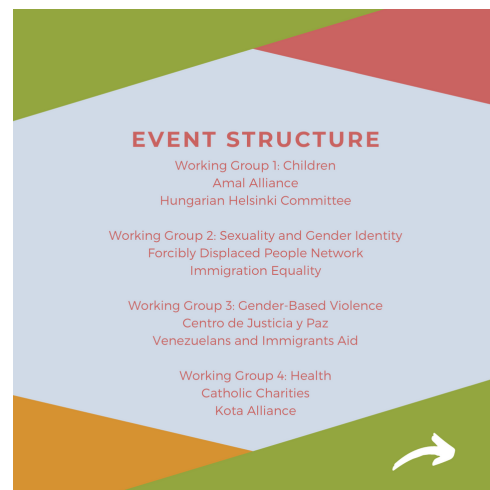 EVENT STRUCTURE
Working Group 1: Children
Amal Alliance
Hungarian Helsinki Committee
Working Group 2: Sexuality and Gender Identity
Forcibly Displaced People Network
Immigration Equality
Working Group 3: Gender-Based Violence
Centro de Justicia y Paz
Venezuelans and Immigrants Aid
Working Group 4: Health
Catholic Charities
Kota Alliance